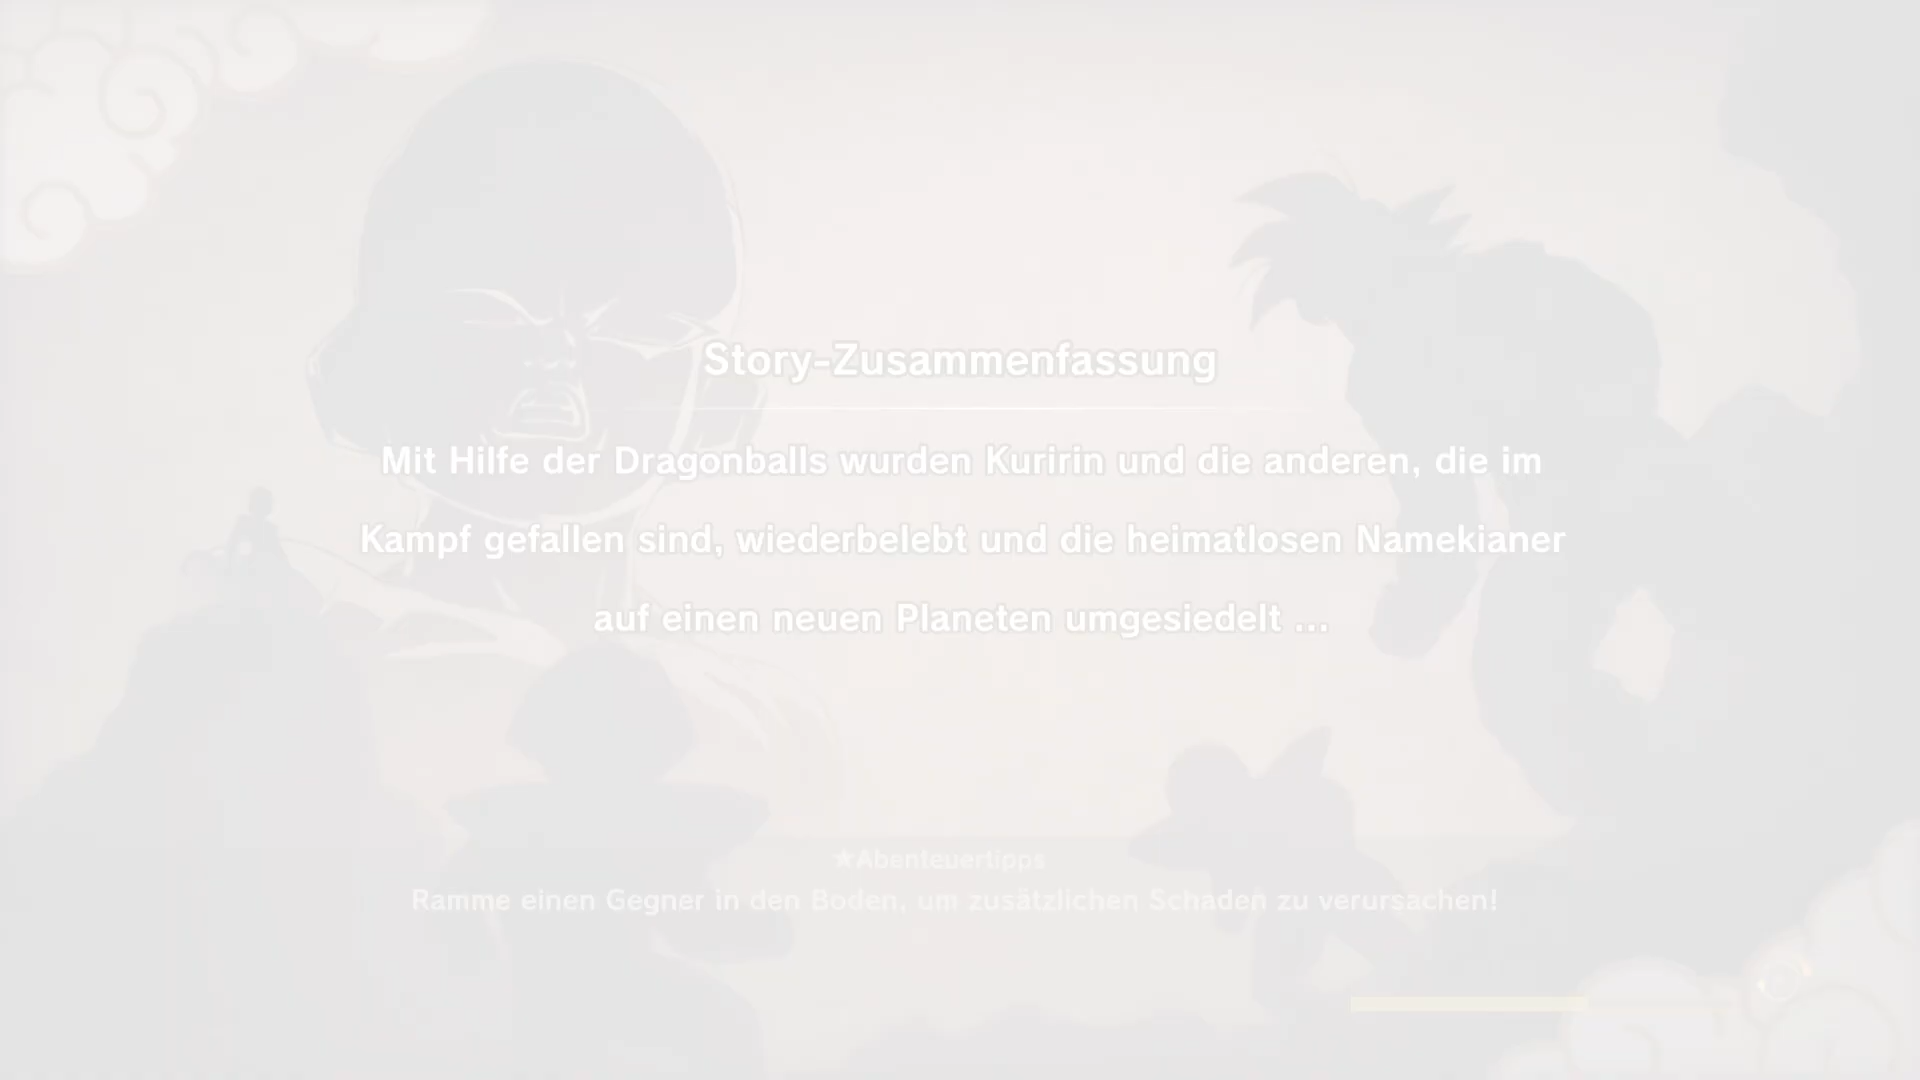 Story-Zusammenfassung
Mit Hilfe der Dragonballs wurden Kuririn und die anderen, die im
Kampf gefallen sind, wiederbelebt und die heimatlosen Namekianer
auf einen neuen Planeten umgesiedelt ...
★Abenteuertipps
Ramme einen Gegner in den Boden, um zusätzlichen Schaden zu verursachen!